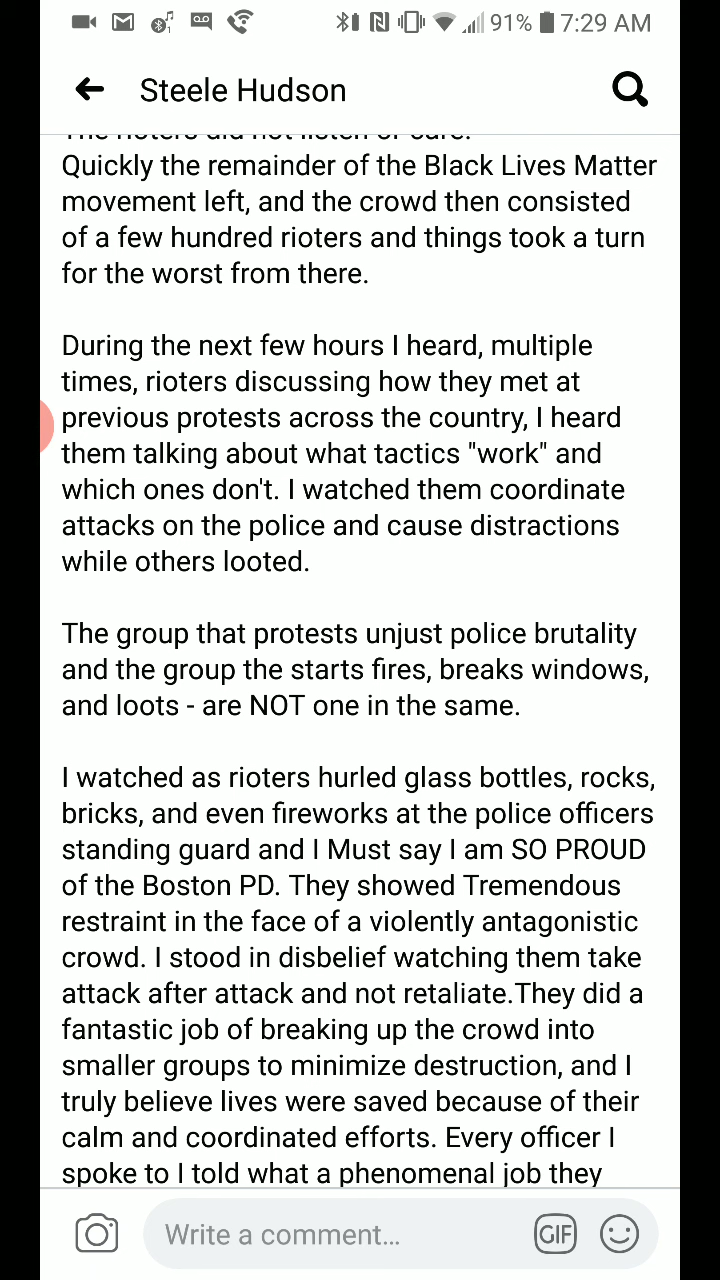 91% 7:29 AM
Steele Hudson
The rioters did not listen or care.
Quickly the remainder of the Black Lives Matter
movement left, and the crowd then consisted
of a few hundred rioters and things took a turn
for the worst from there.
During the next few hours I heard, multiple
times, rioters discussing how they met at
previous protests across the country, I heard
them talking about what tactics "work" and
which ones don't. I watched them coordinate
attacks on the police and cause distractions
while others looted.
The group that protests unjust police brutality
and the group the starts fires, breaks windows,
and loots - are NOT one in the same.
I watched as rioters hurled glass bottles, rocks,
bricks, and even fireworks at the police officers
standing guard and I Must say I am SO PROUD
of the Boston PD. They showed Tremendous
restraint in the face of a violently antagonistic
crowd. I stood in disbelief watching them take
attack after attack and not retaliate.They did a
fantastic job of breaking up the crowd into
smaller groups to minimize destruction, and I
truly believe lives were saved because of their
calm and coordinated efforts. Every officer I
spoke to I told what a phenomenal job they
Write a comment...
GIF